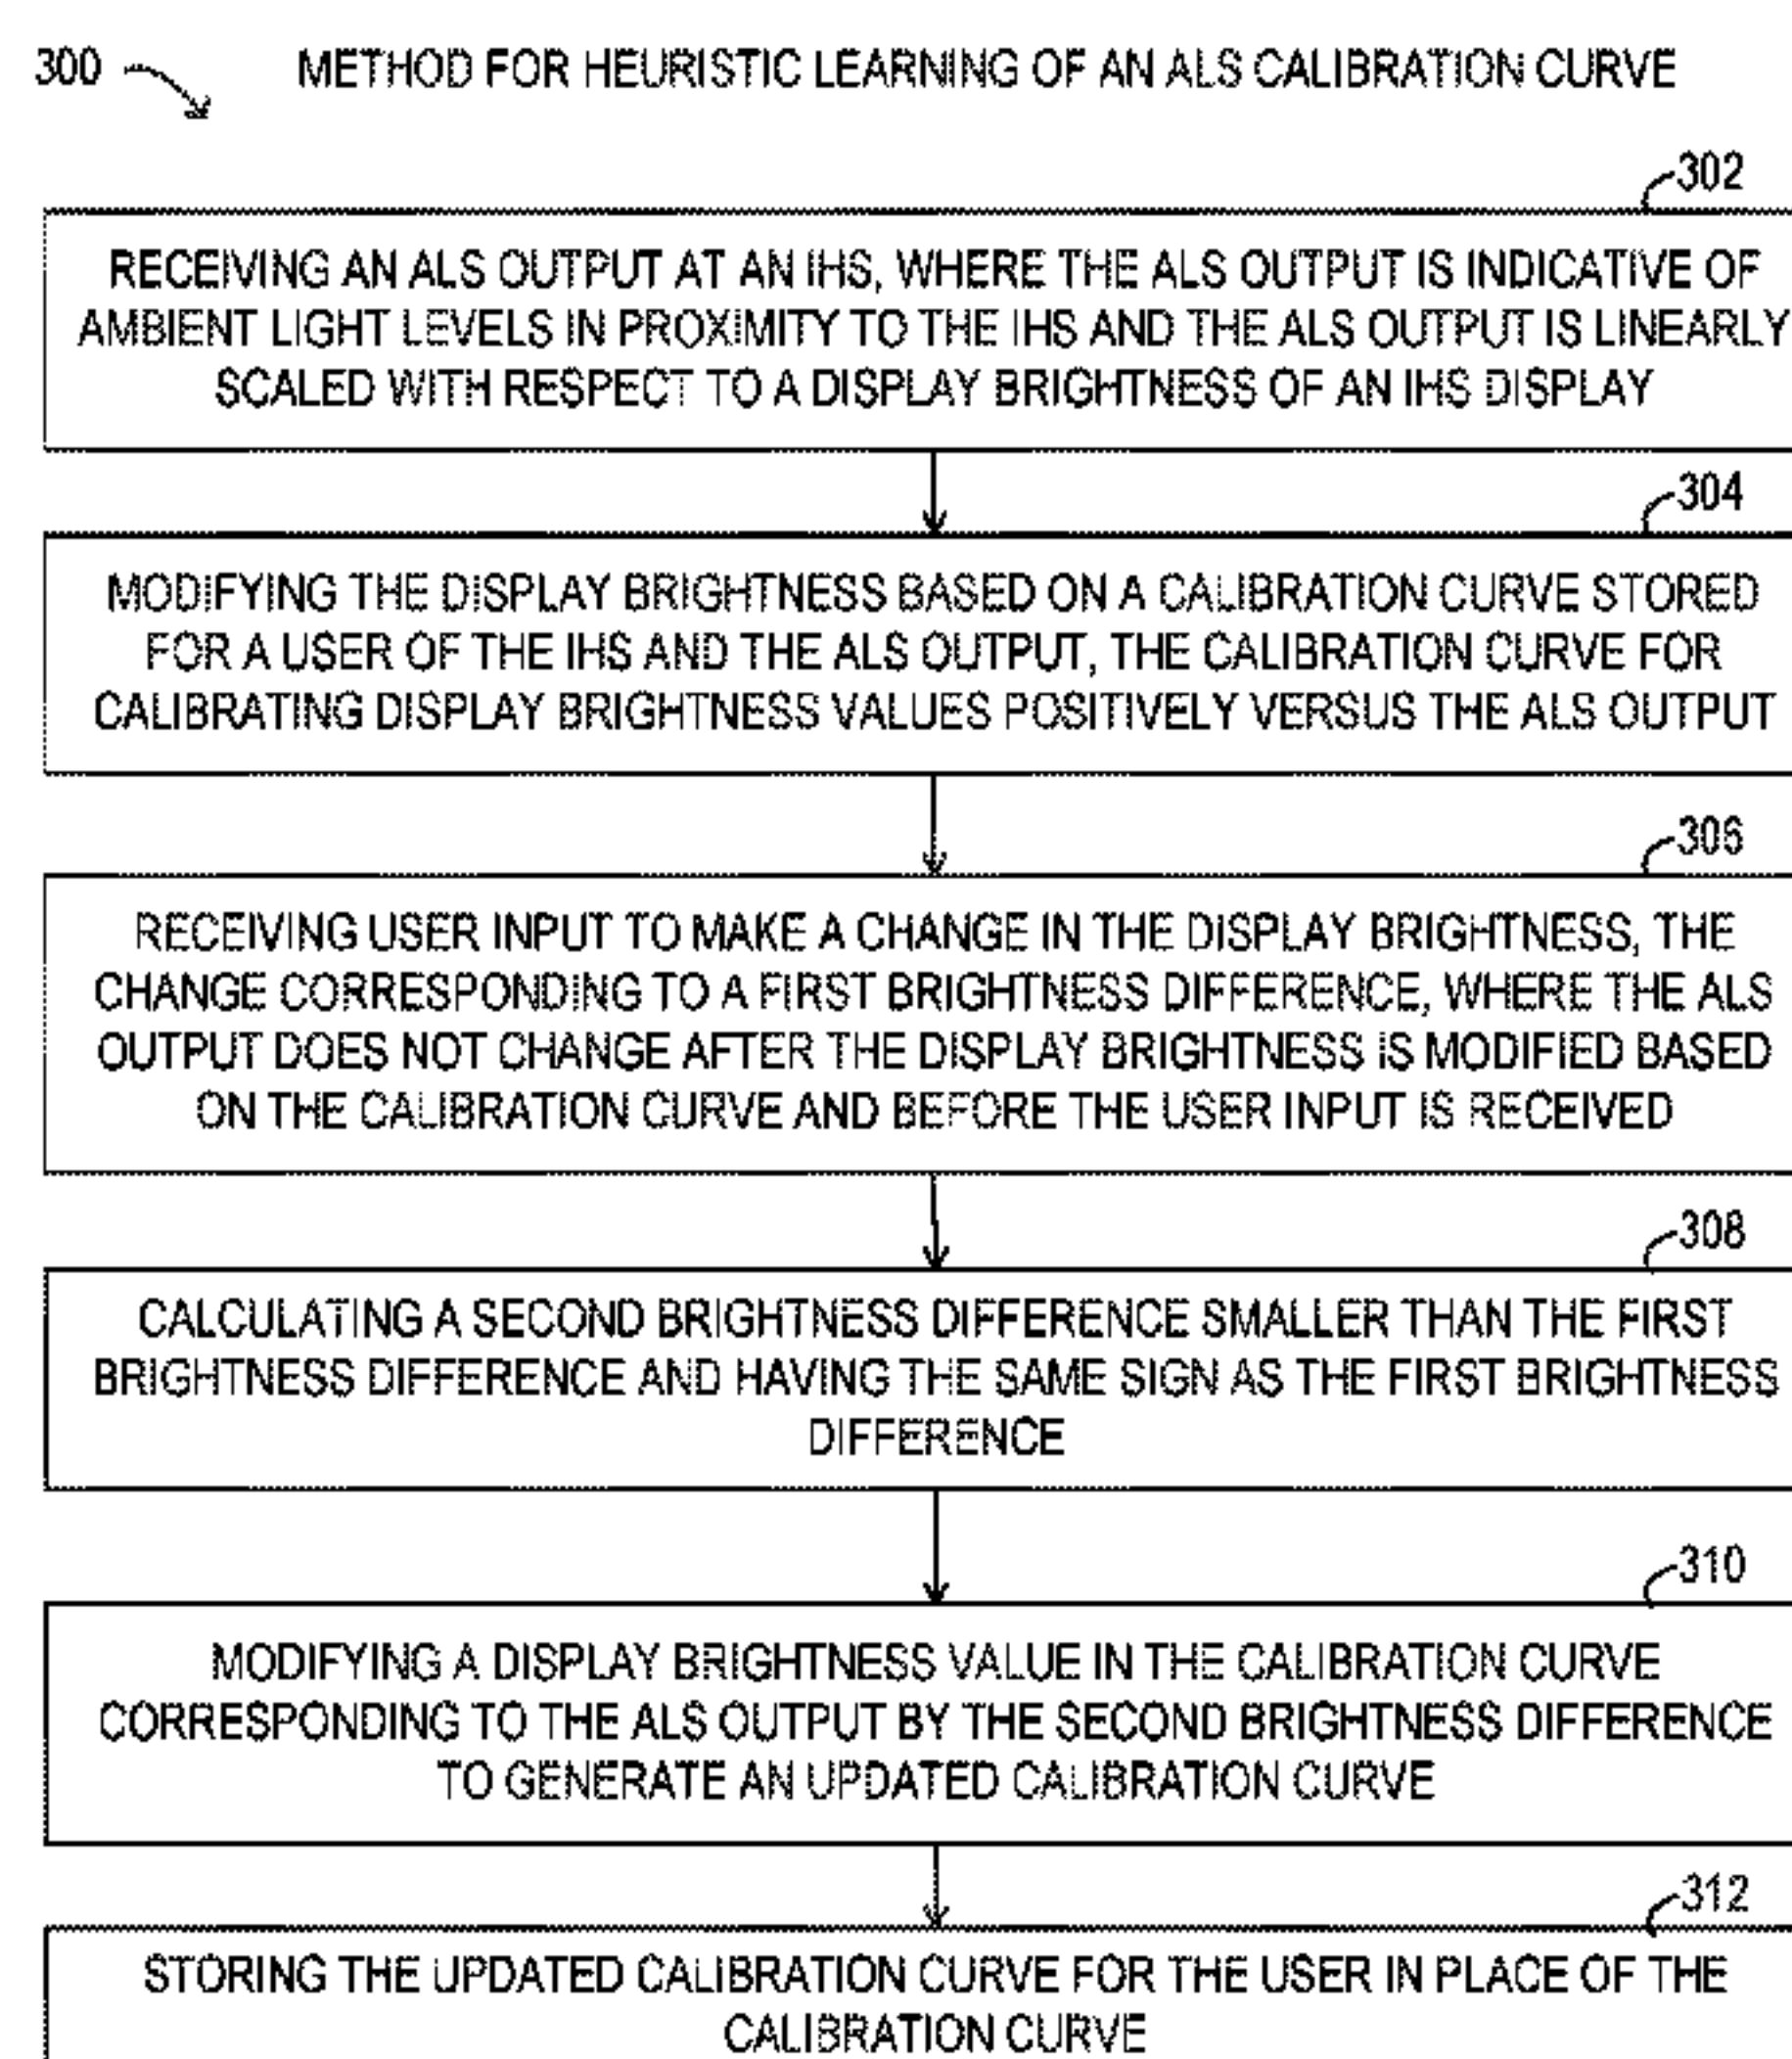 300 METHOD FOR HEURISTIC LEARNING OF AN ALS CALIBRATION CURVE
302
RECEIVING AN ALS OUTPUT AT AN IHS, WHERE THE ALS OUTPUT IS INDICATIVE OF
AMBIENT LIGHT LEVELS IN PROXIMITY TO THE IHS AND THE ALS OUTPUT IS LINEARLY
SCALED WITH RESPECT TO A DISPLAY BRIGHTNESS OF AN IHS DISPLAY
304
MODIFYING THE DISPLAY BRIGHTNESS BASED ON A CALIBRATION CURVE STORED
FOR A USER OF THE IHS AND THE ALS OUTPUT, THE CALIBRATION CURVE FOR
CALIBRATING DISPLAY BRIGHTNESS VALUES POSITIVELY VERSUS THE ALS OUTPUT
306
RECEIVING USER INPUT TO MAKE A CHANGE IN THE DISPLAY BRIGHTNESS, THE
CHANGE CORRESPONDING TO A FIRST BRIGHTNESS DIFFERENCE, WHERE THE ALS
OUTPUT DOES NOT CHANGE AFTER THE DISPLAY BRIGHTNESS IS MODIFIED BASED
ON THE CALIBRATION CURVE AND BEFORE THE USER INPUT IS RECEIVED
308
CALCULATING A SECOND BRIGHTNESS DIFFERENCE SMALLER THAN THE FIRST
BRIGHTNESS DIFFERENCE AND HAVING THE SAME SIGN AS THE FIRST BRIGHTNESS
DIFFERENCE
310
MODIFYING A DISPLAY BRIGHTNESS VALUE IN THE CALIBRATION CURVE
CORRESPONDING TO THE ALS OUTPUT BY THE SECOND BRIGHTNESS DIFFERENCE
TO GENERATE AN UPDATED CALIBRATION CURVE
312
STORING THE UPDATED CALIBRATION CURVE FOR THE USER IN PLACE OF THE
CALIBRATION CURVE